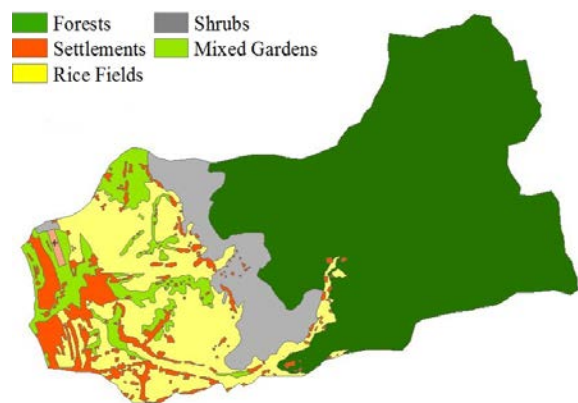 Forests
Settlements
Rice Fields
Shrubs
Mixed Gardens